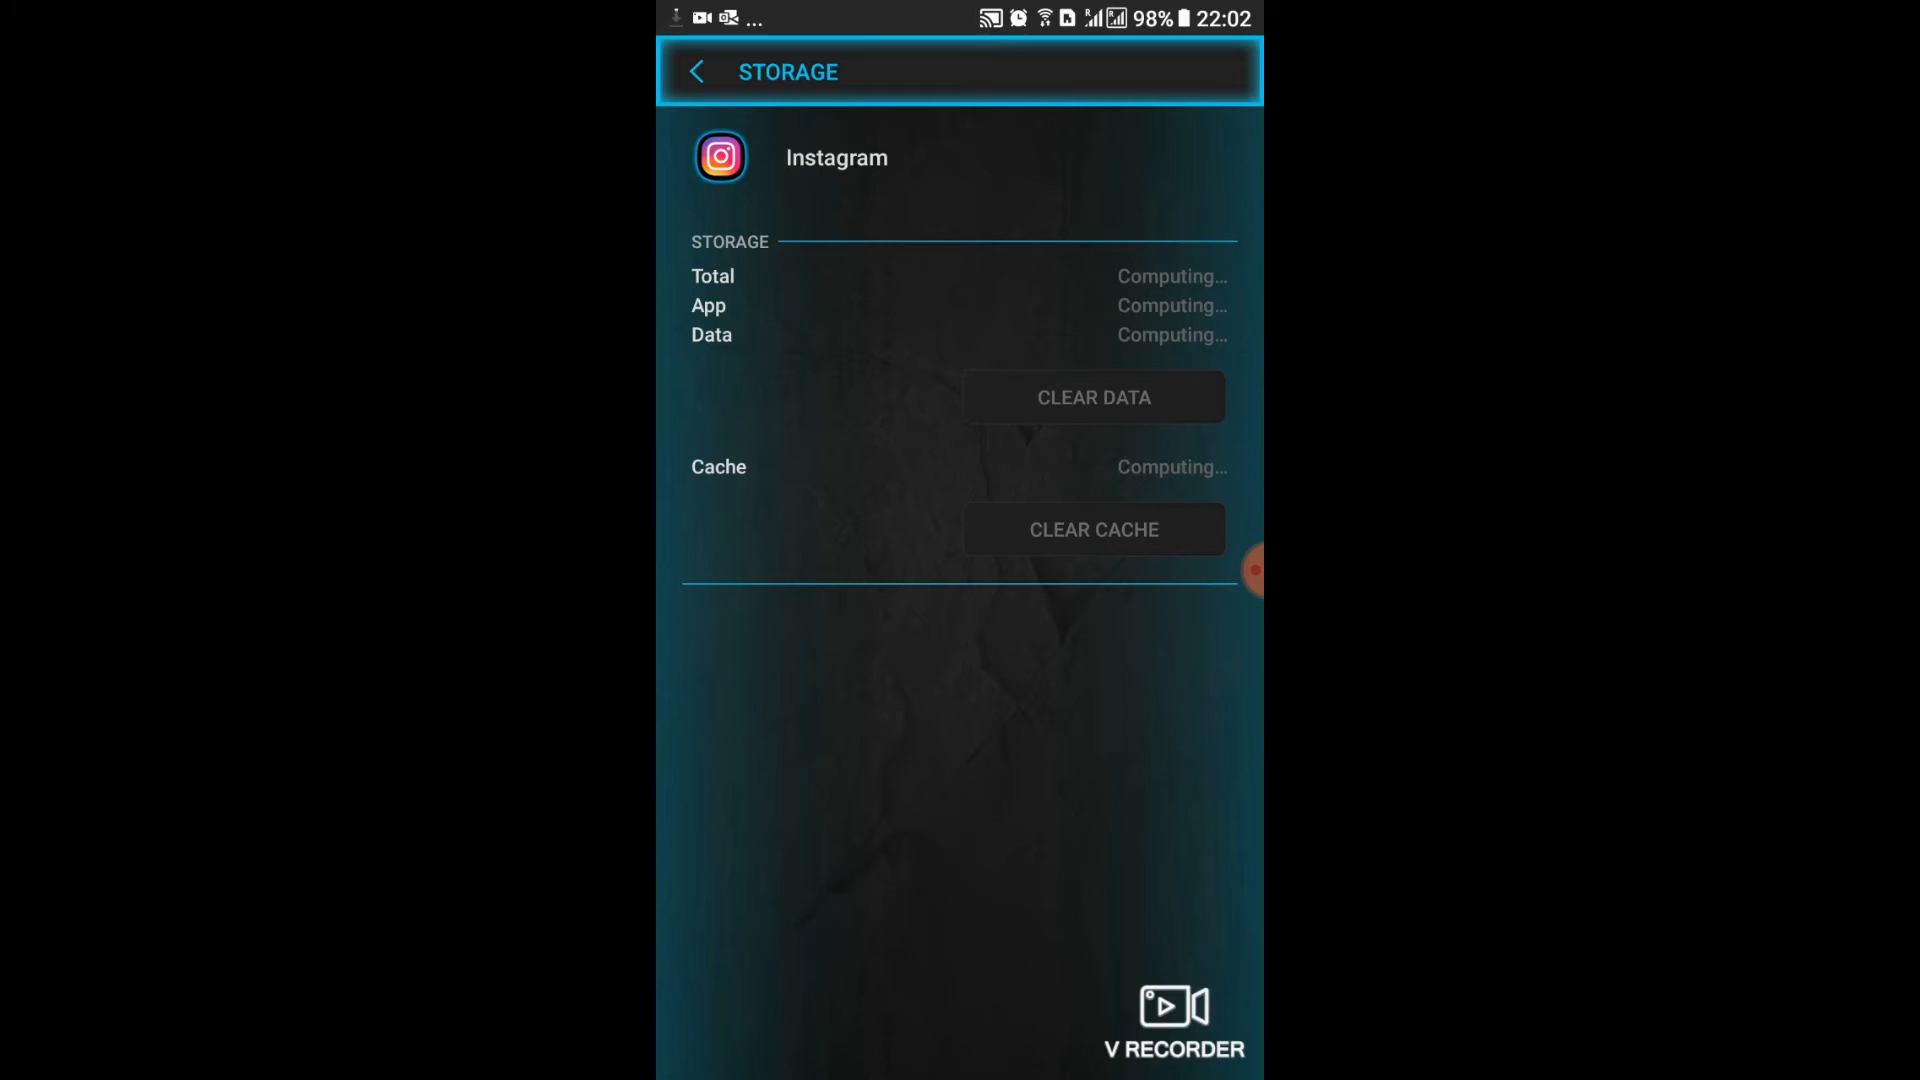 ... 98% 22:02
STORAGE
Instagram
STORAGE
Total Computing...
App Computing...
Data Computing...
CLEAR DATA
Cache Computing...
CLEAR CACHE
V RECORDER